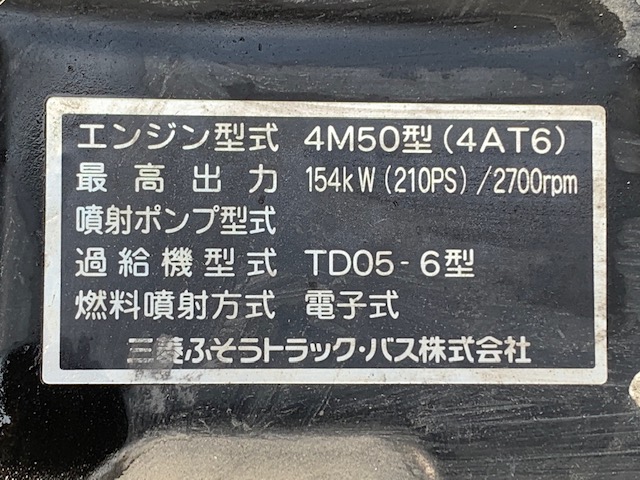 エンジン型式 4M50型(4AT6)
最高出力 154kW(210PS)/2700rpm
噴射ポンプ型式
過給機型式 TD05-6型
燃料噴射方式 電子式
三菱ふそうトラック・バス株式会社